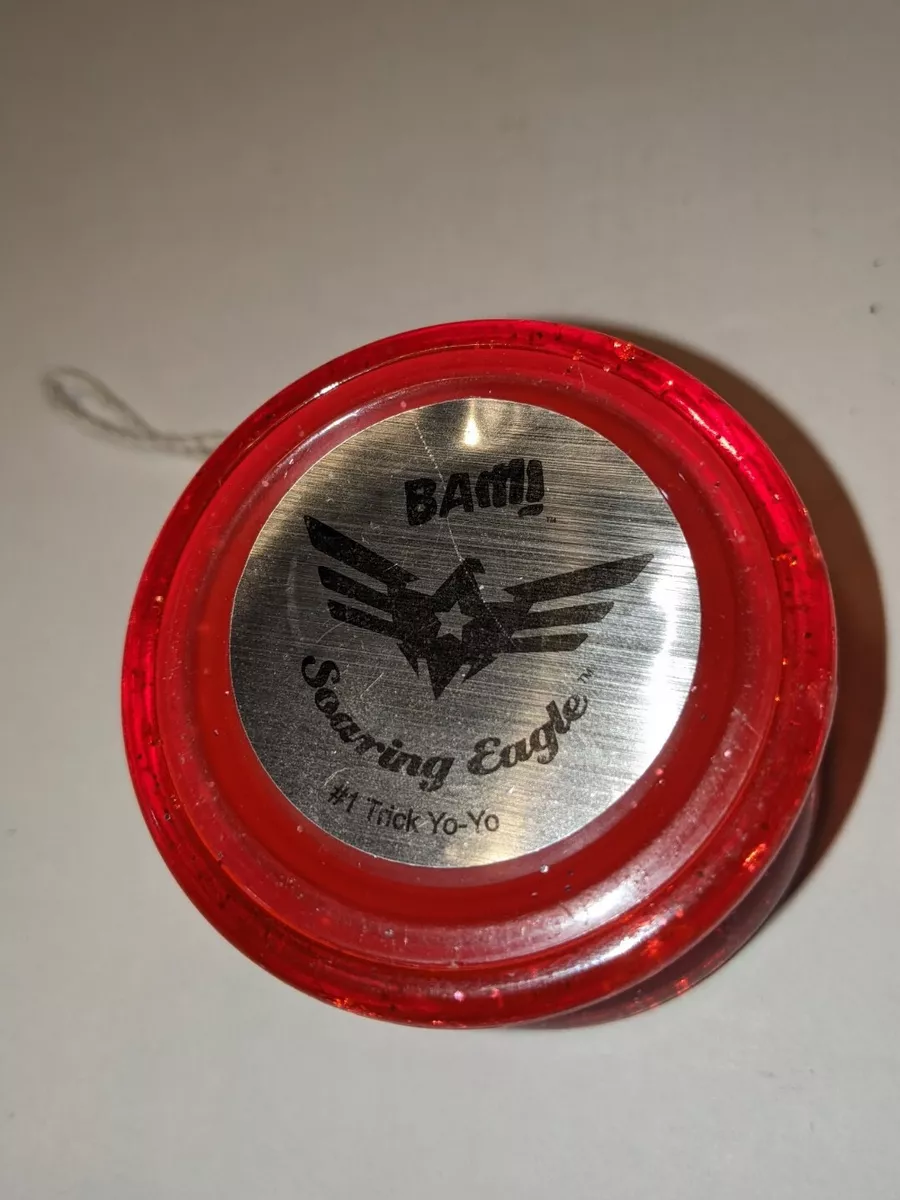 BAM!™
Soaring Eagle™
#1 Trick Yo-Yo